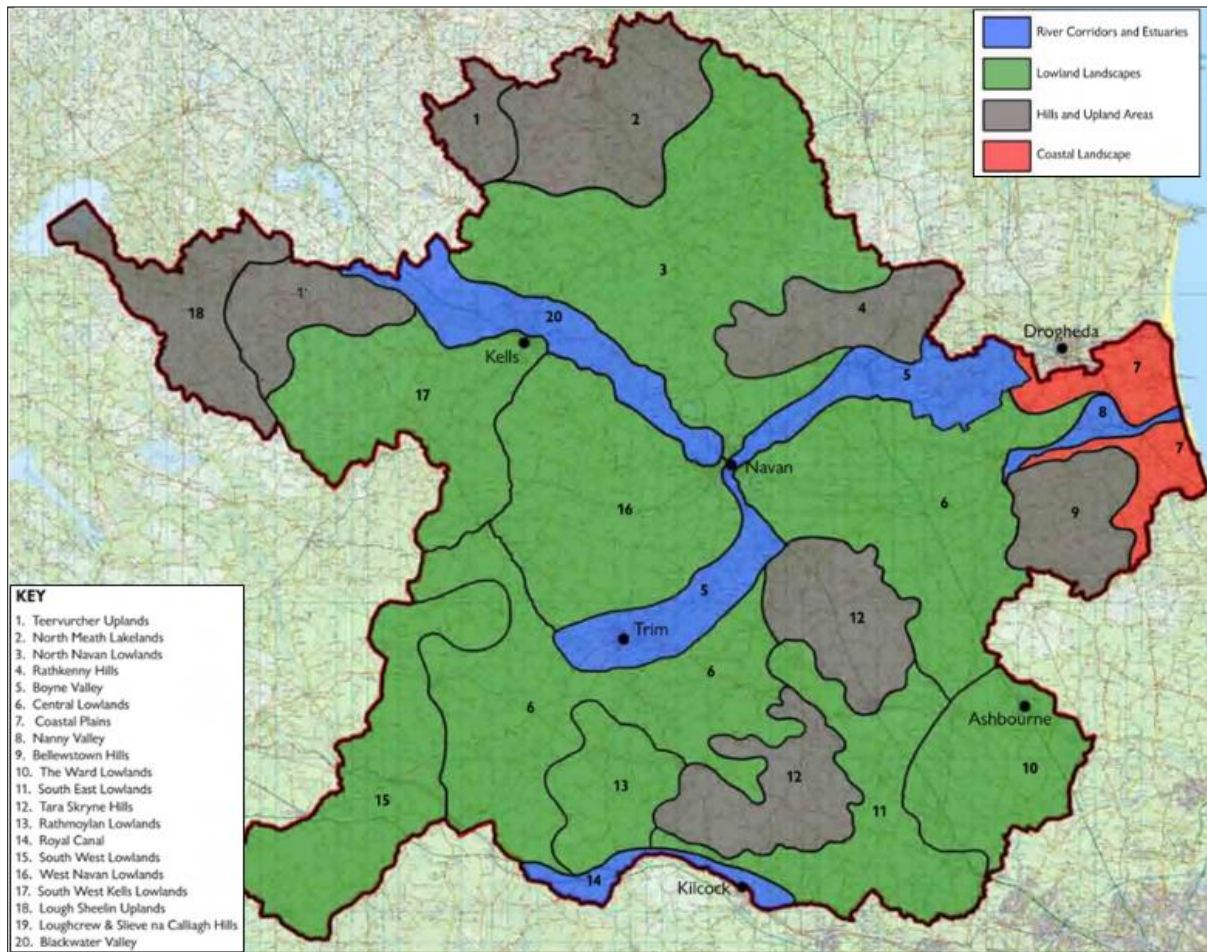 River Corridors and Estuaries
Lowland Landscapes
Hills and Upland Areas
Coastal Landscape
1
2
3
18
1
20
4
Drogheda
Kells
5
7
17
8
7
Navan
16
6
9
5
12
Trim
6
6
Ashbourne
10
15
13
12
11
14
Kilcock
KEY
1. Teervurcher Uplands
2. North Meath Lakelands
3. North Navan Lowlands
4. Rathkenny Hills
5. Boyne Valley
6. Central Lowlands
7. Coastal Plains
8. Nanny Valley
9. Bellewstown Hills
10. The Ward Lowlands
11. South East Lowlands
12. Tara Skryne Hills
13. Rathmoylan Lowlands
14. Royal Canal
15. South West Lowlands
16. West Navan Lowlands
17. South West Kells Lowlands
18. Lough Sheelin Uplands
19. Loughcrew & Slieve na Calliagh Hills
20. Blackwater Valley